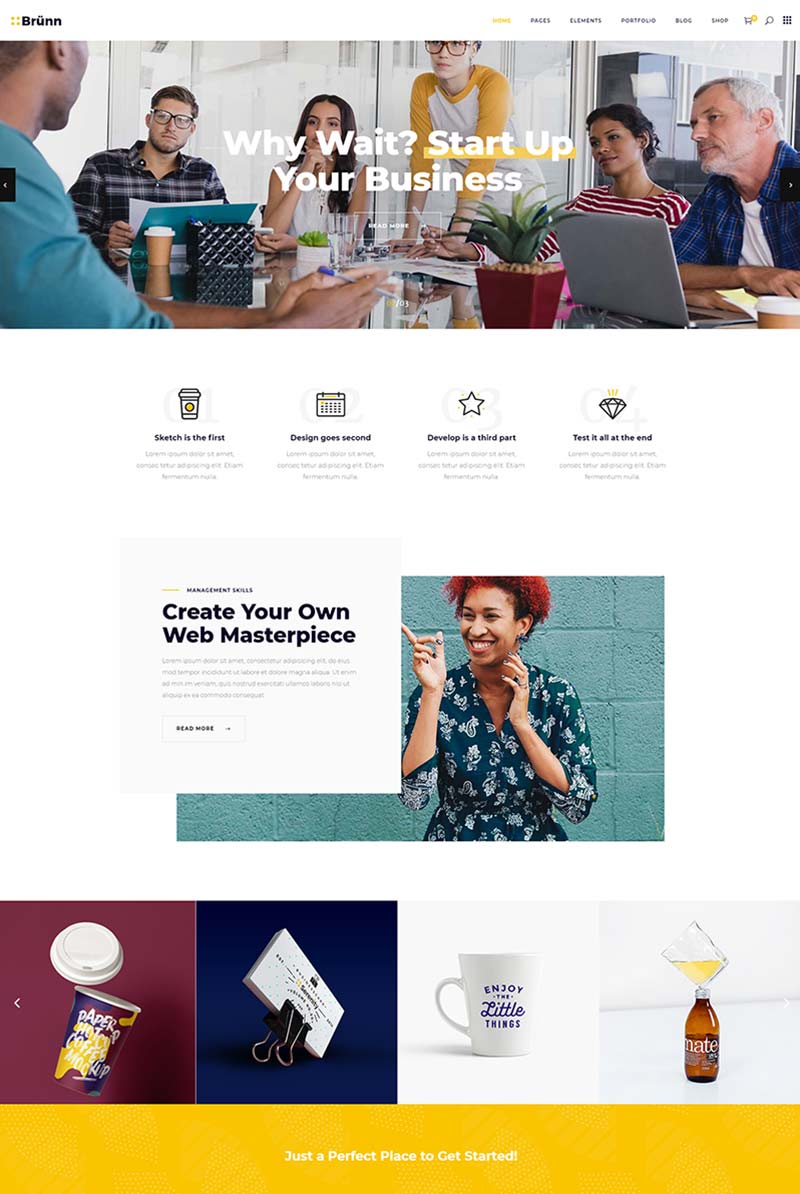 Brünn
HOME PAGES ELEMENTS PORTFOLIO BLOG SHOP
Why Wait? Start Up
Your Business
READ MORE
/03
01 02 03 04
Sketch is the first
Lorem ipsum dolor sit amet,
consec tetur adipiscing elit. Etiam
fermentum nulla.
Design goes second
Lorem ipsum dolor sit amet,
consec tetur adipiscing elit. Etiam
fermentum nulla.
Develop is a third part
Lorem ipsum dolor sit amet,
consec tetur adipiscing elit. Etiam
fermentum nulla.
Test it all at the end
Lorem ipsum dolor sit amet,
consec tetur adipiscing elit. Etiam
fermentum nulla.
MANAGEMENT SKILLS
Create Your Own
Web Masterpiece
Lorem ipsum dolor sit amet, consectetur adipisicing elit, sed do eius.
mod tempor incididunt ut labore et dolore magna aliqua. Ut enim
ad min im veniam, quis nostrud exercitati ullamco laboris nisi ut
aliquip ex ea commodo consequat
READ MORE
PAPER
HOT CUP
COFFEE
MOCKUP
ENJOY
THE
Little
THINGS
mate
Just a Perfect Place to Get Started!